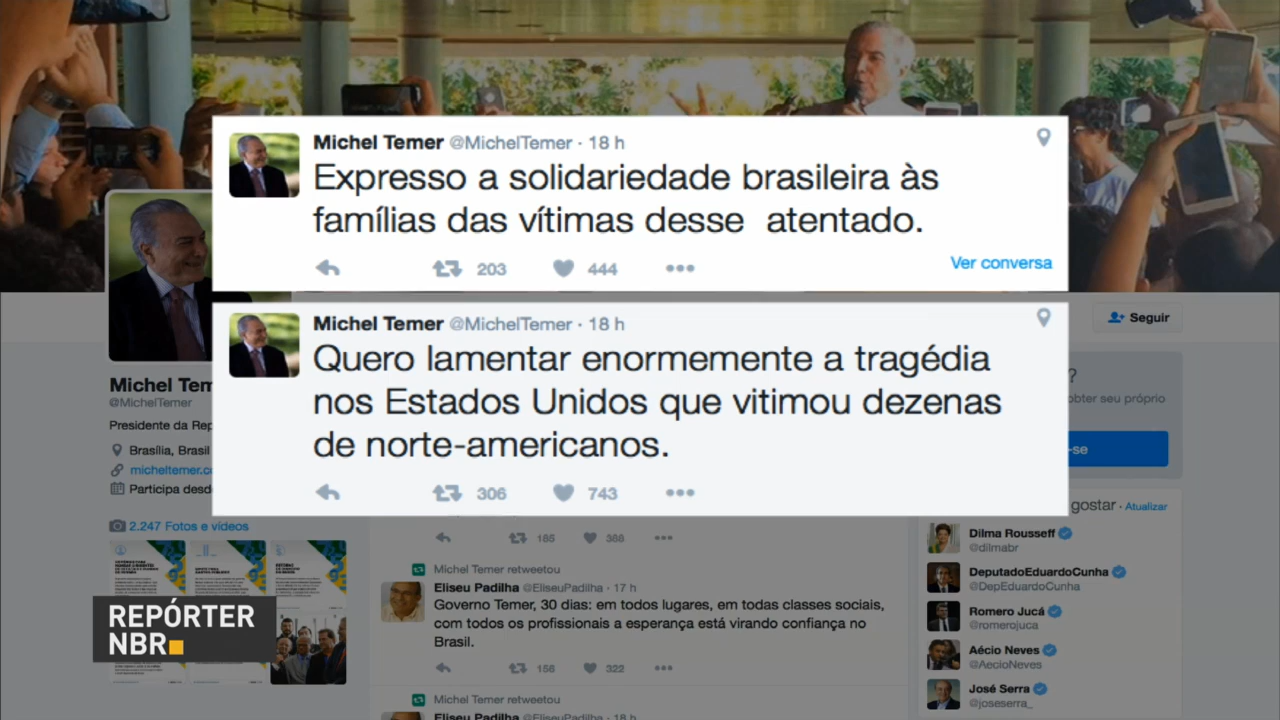 Michel Temer @MichelTemer · 18 h
Expresso a solidariedade brasileira às
famílias das vítimas desse atentado.
203 444
Ver conversa
Michel Temer @MichelTemer · 18 h
Quero lamentar enormemente a tragédia
nos Estados Unidos que vitimou dezenas
de norte-americanos.
306 743
Seguir
?
obter seu próprio
-se
Michel Tem
@MichelTemer
Presidente da Rep
Brasília, Brasil
micheltemer.c
Participa desd
2.247 Fotos e vídeos
185 368
Michel Temer retweetou
Eliseu Padilha @EliseuPadilha · 17 h
Governo Temer, 30 dias: em todos lugares, em todas classes sociais,
com todos os profissionais a esperança está virando confiança no
Brasil.
158 322
Michel Temer retweetou
Eliseu Padilha @EliseuPadilha · 18 h
gostar · Atualizar
Dilma Rousseff
@dilmabr
DeputadoEduardoCunha
@DepEduardoCunha
Romero Jucá
@romerojuca
Aécio Neves
@AecioNeves
José Serra
@joseserra_
REPÓRTER
NBR